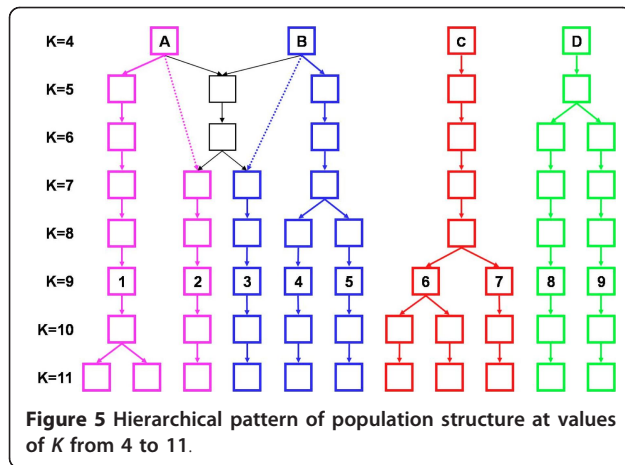 K=4 A B C D
K=5
K=6
K=7
K=8
K=9 1 2 3 4 5 6 7 8 9
K=10
K=11
Figure 5 Hierarchical pattern of population structure at values
of K from 4 to 11.